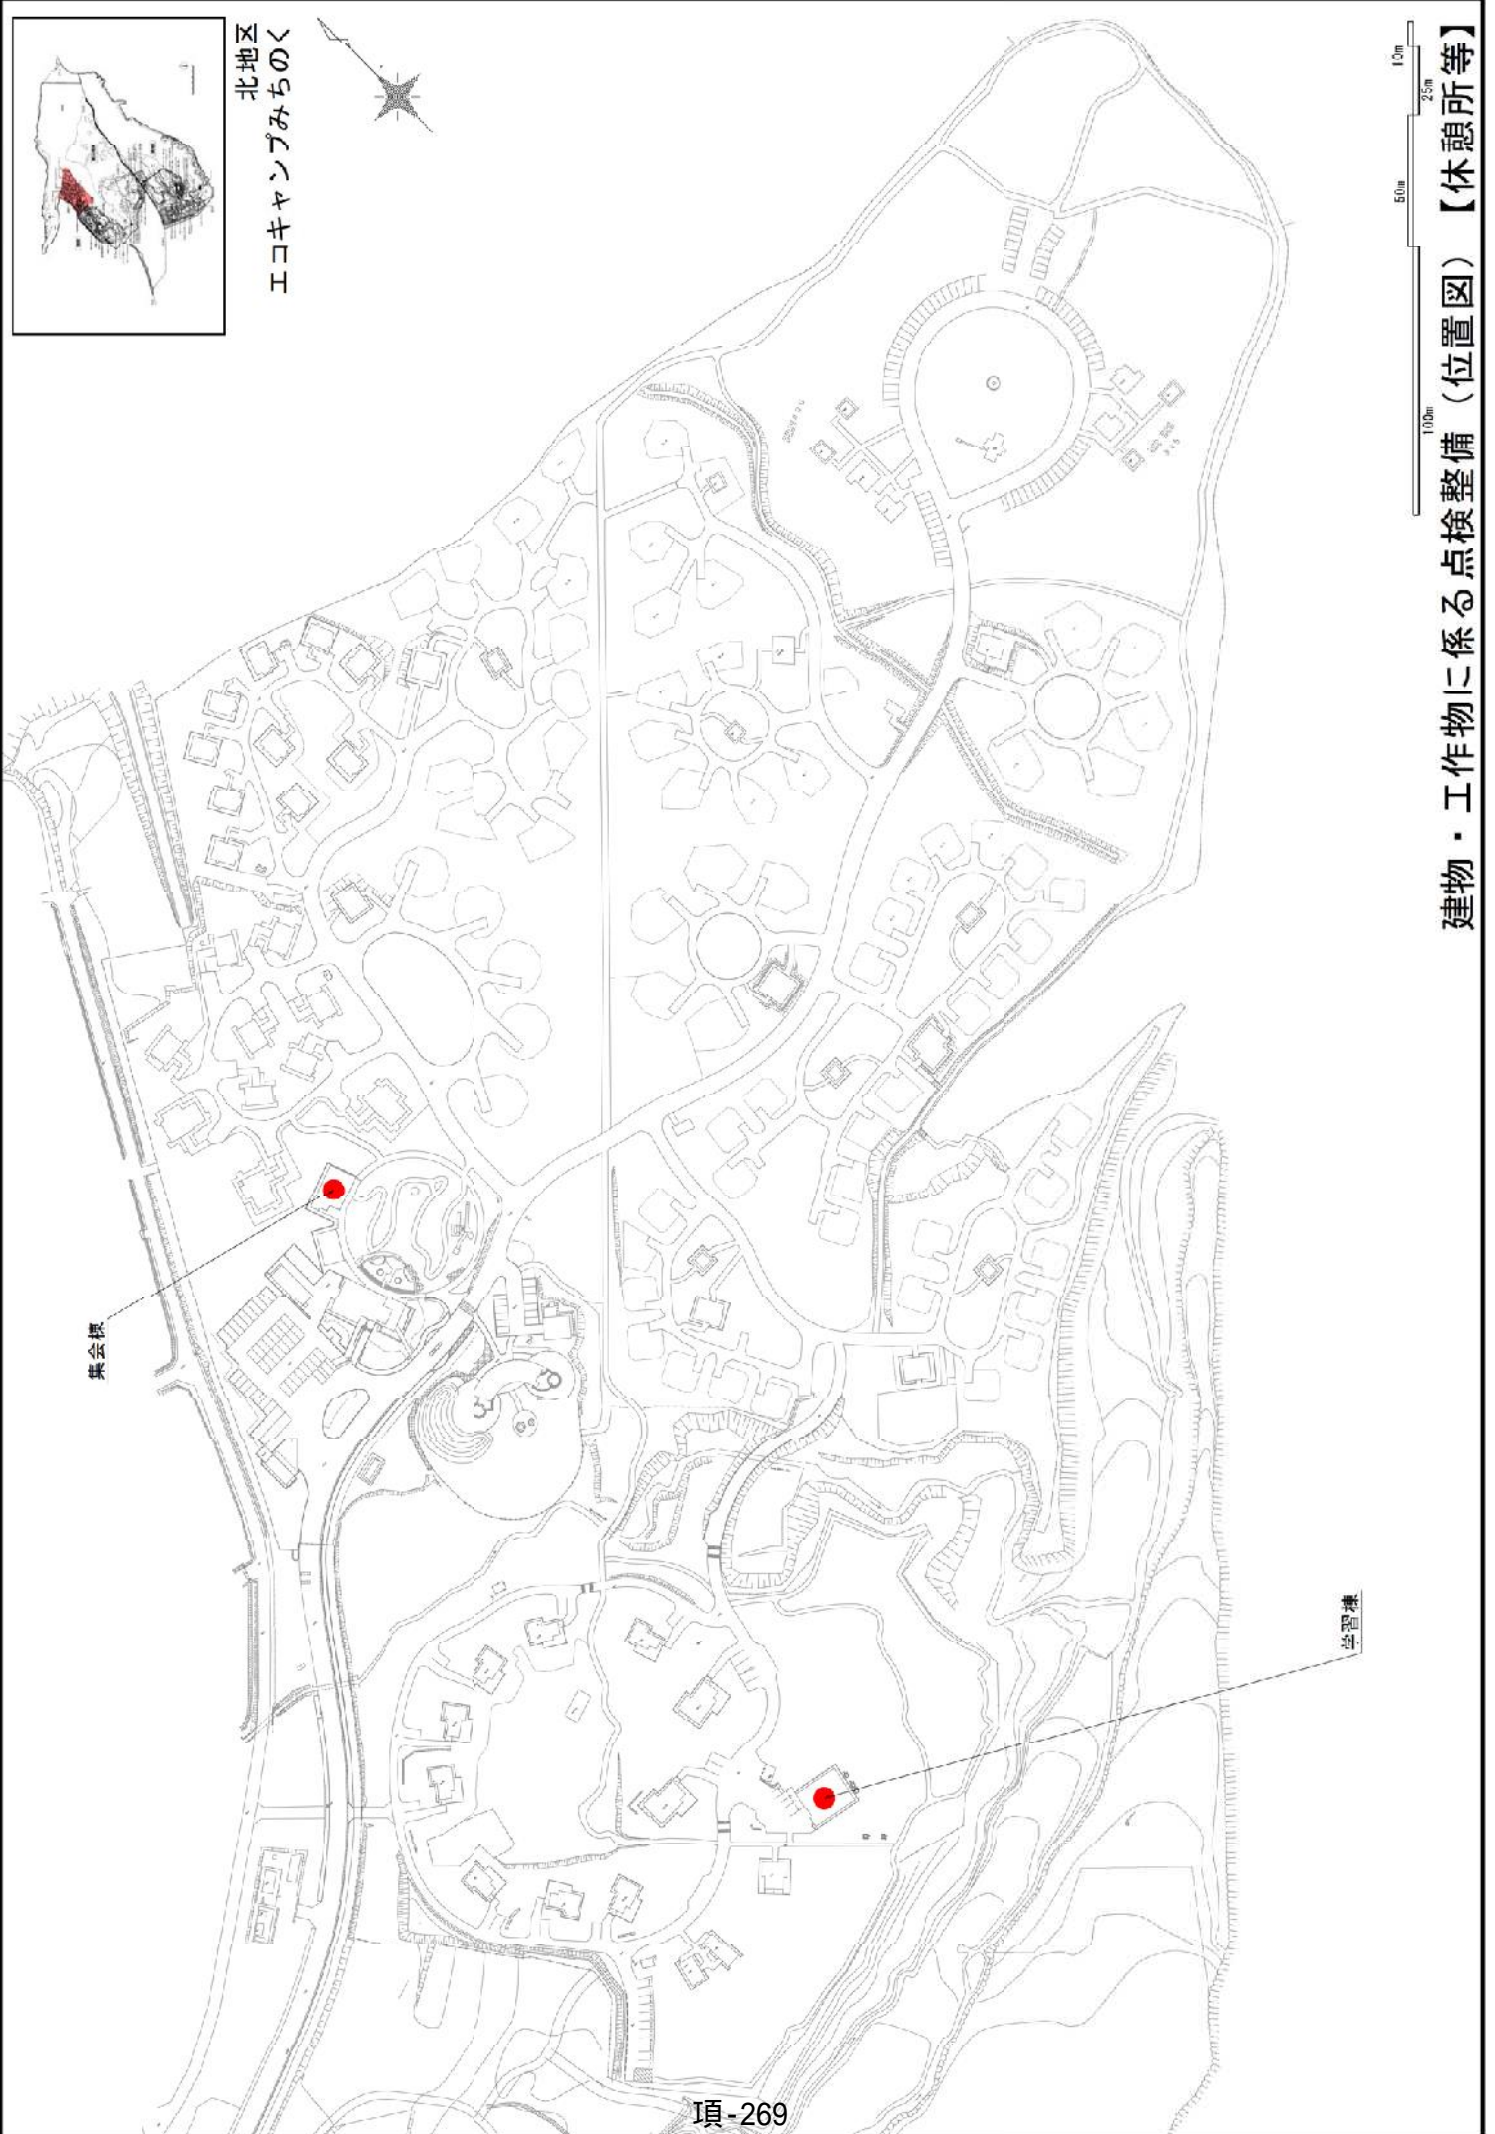 建物・工作物に係る点検整備（位置図）【休憩所等】
北地区
エコキャンプみちのく
10m
25m
50m
100m
集会棟
学習棟
項-269